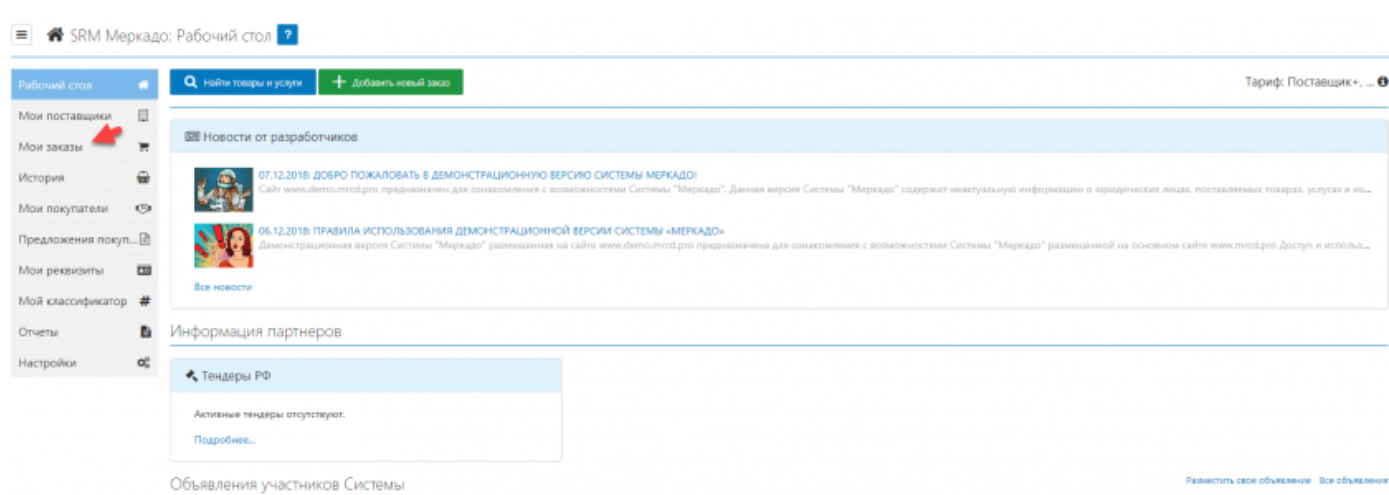 SRM Меркадо: Рабочий стол ?
Рабочий стол
Мои поставщики
Мои заказы
История
Мои покупатели
Предложения покуп...
Мои реквизиты
Мой классификатор #
Отчеты
Настройки
Найти товары и услуги
Добавить новый заказ
Тариф: Поставщик+, ...
Новости от разработчиков
07.12.2018: ДОБРО ПОЖАЛОВАТЬ В ДЕМОНСТРАЦИОННУЮ ВЕРСИЮ СИСТЕМЫ МЕРКАДО!
Сайт www.demo.mrcd.pro предназначен для ознакомления с возможностями Системы "Меркадо". Данная версия Системы "Меркадо" содержит неактуальную информацию о юридических лицах, поставляемых товарах, услугах и их...
06.12.2018: ПРАВИЛА ИСПОЛЬЗОВАНИЯ ДЕМОНСТРАЦИОННОЙ ВЕРСИИ СИСТЕМЫ «МЕРКАДО»
Демонстрационная версия Системы "Меркадо" размещенная на сайте www.demo.mrcd.pro предназначена для ознакомления с возможностями Системы "Меркадо" размещенной на основном сайте www.mrcd.pro Доступ и использ...
Все новости
Информация партнеров
Тендеры РФ
Активные тендеры отсутствуют.
Подробнее...
Объявления участников Системы
Разместить свое объявление Все объявления